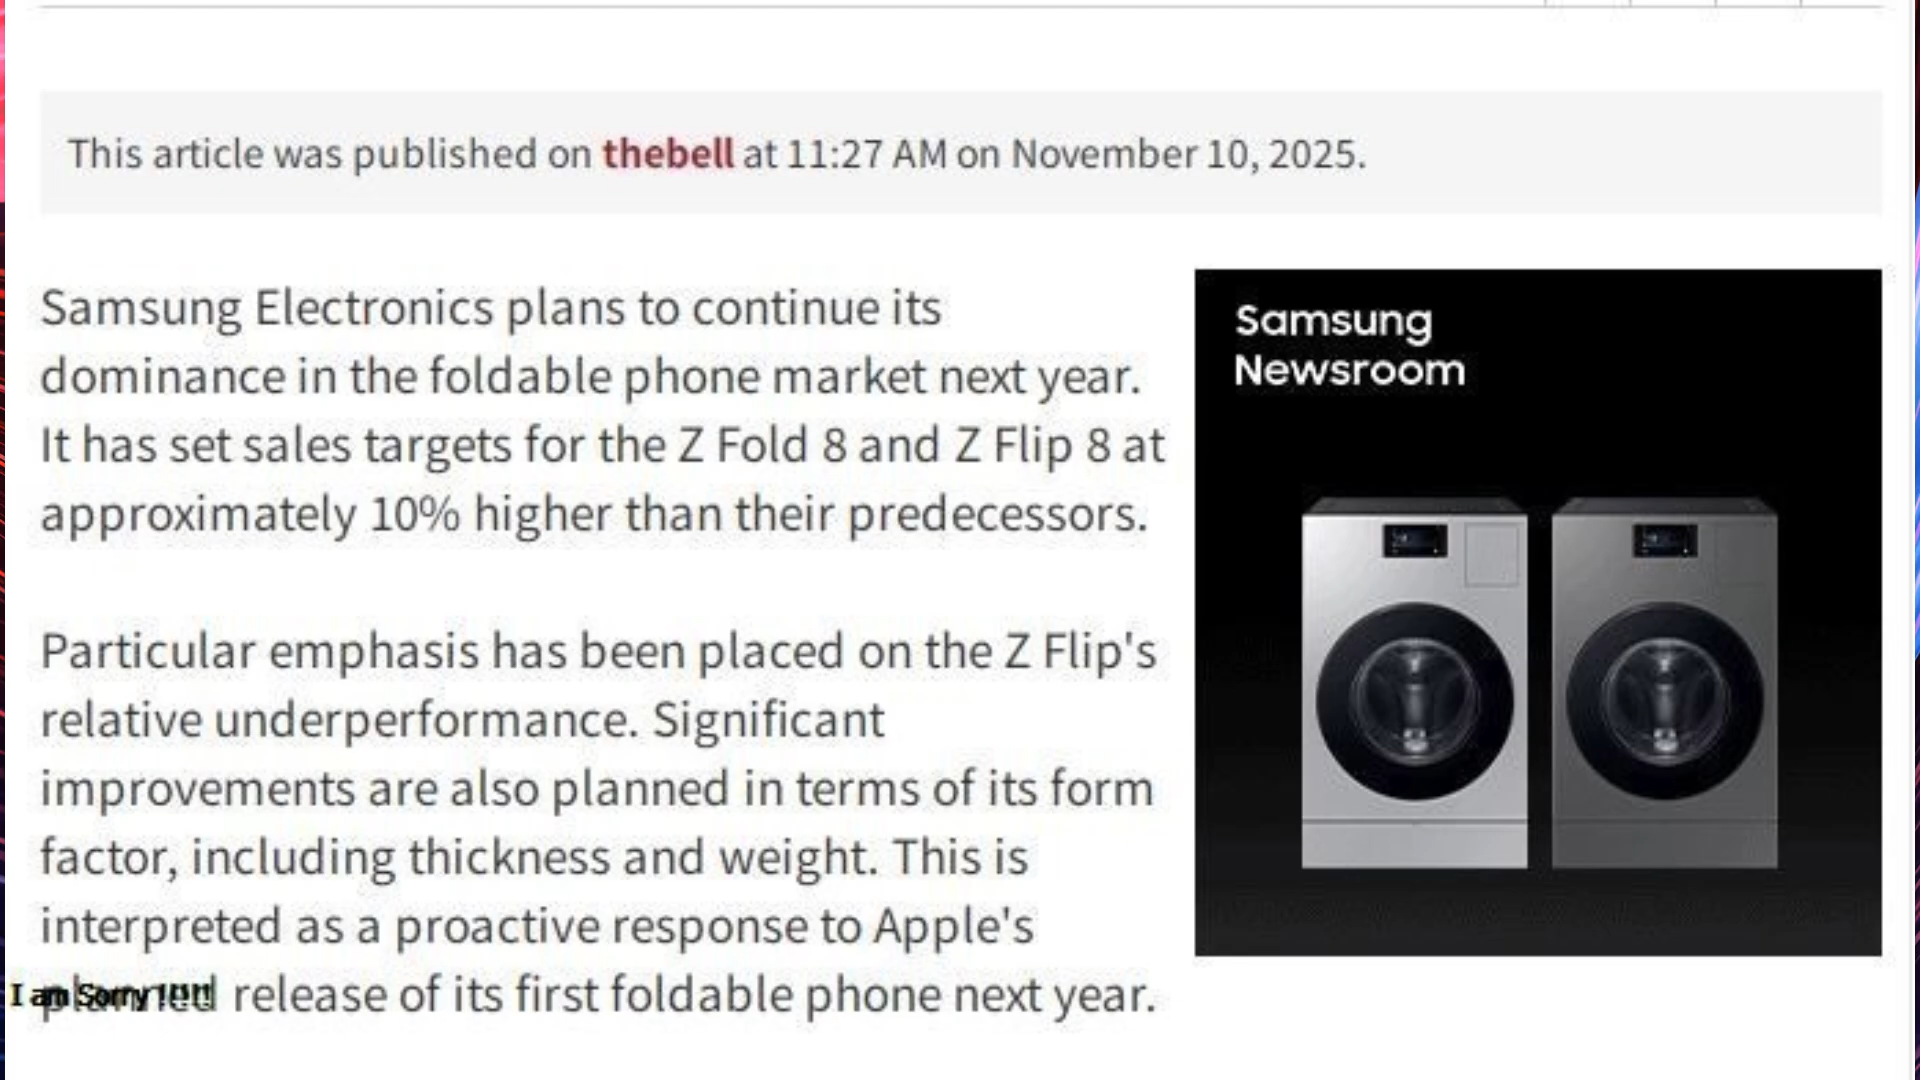 This article was published on thebell at 11:27 AM on November 10, 2025.
Samsung Electronics plans to continue its
dominance in the foldable phone market next year.
It has set sales targets for the Z Fold 8 and Z Flip 8 at
approximately 10% higher than their predecessors.
Particular emphasis has been placed on the Z Flip's
relative underperformance. Significant
improvements are also planned in terms of its form
factor, including thickness and weight. This is
interpreted as a proactive response to Apple's
planned release of its first foldable phone next year.
I am Sorry !!!!!
Samsung
Newsroom